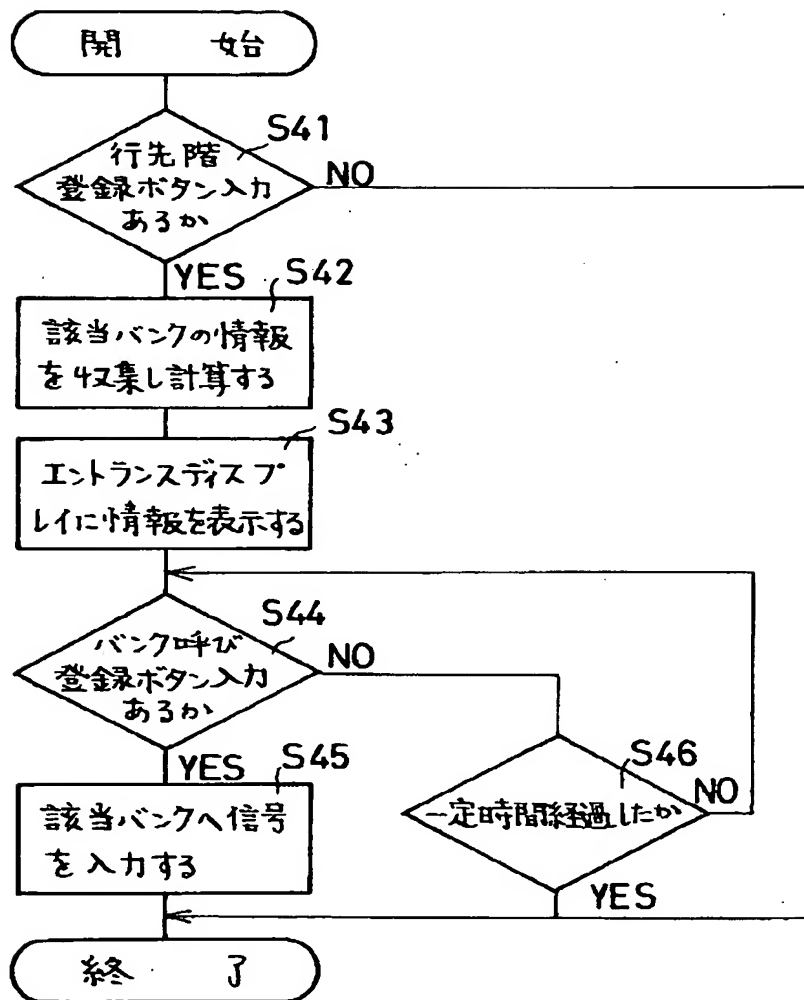 開 始
S41
行先階
登録ボタン入力
あるか
NO
YES
S42
該当バンクの情報
を収集し計算する
S43
エントランスディスプ
レイに情報を表示する
S44
バンク呼び
登録ボタン入力
あるか
NO
YES
S45
該当バンクへ信号
を入力する
S46
一定時間経過したか
NO
YES
終 了